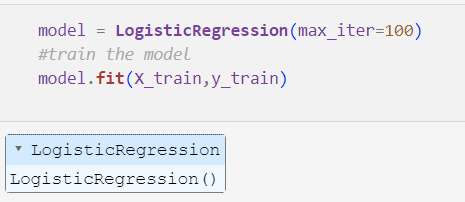 model = LogisticRegression(max_iter=100)
#train the model
model.fit(X_train,y_train)
▾ LogisticRegression
LogisticRegression()